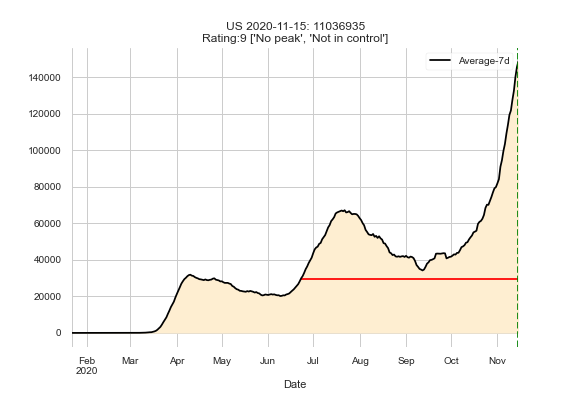 US 2020-11-15: 11036935
Rating:9 ['No peak', 'Not in control']
Average-7d
140000
120000
100000
80000
60000
40000
20000
0
Feb Mar Apr May Jun Jul Aug Sep Oct Nov
2020
Date